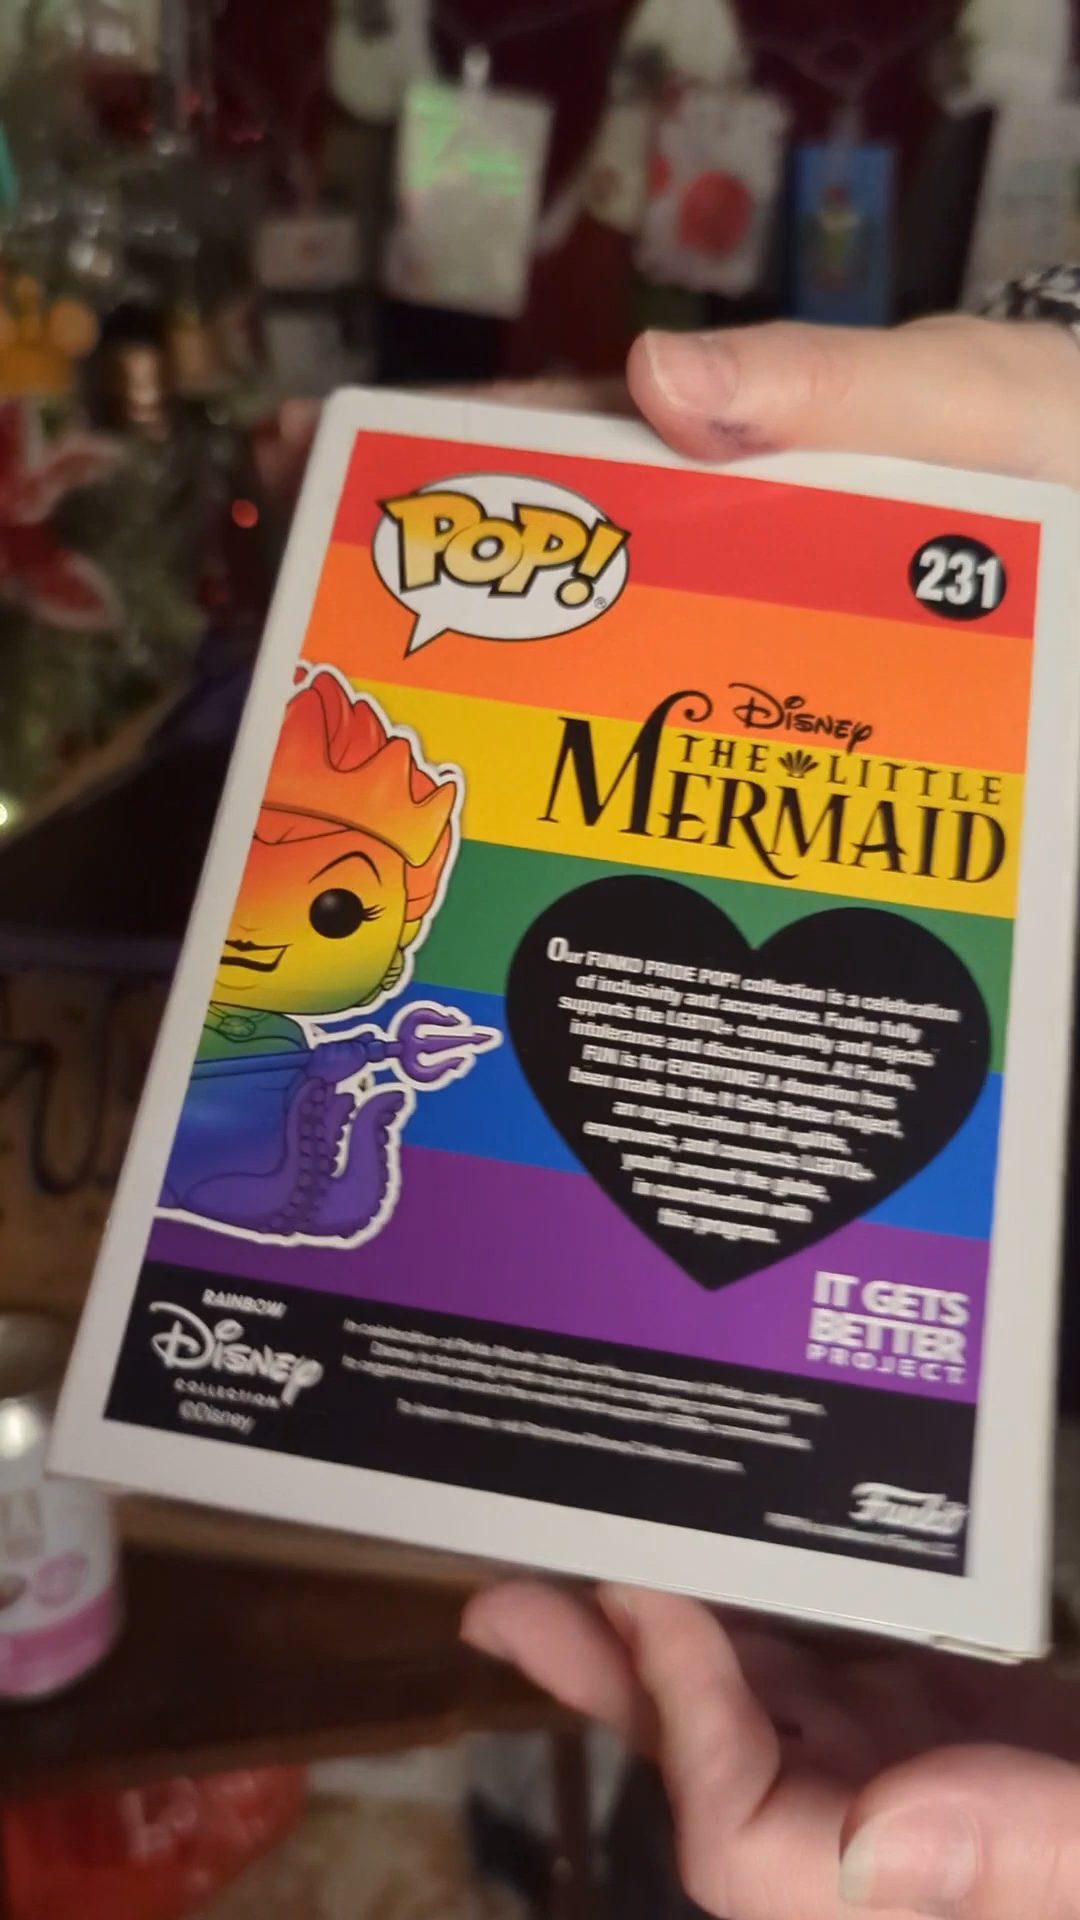 POP!
231
Disney
THE LITTLE
MERMAID
Our FUNKO PRIDE POP! collection is a celebration
of inclusivity and acceptance. Funko fully
supports the LGBTQ+ community and rejects
intolerance and discrimination. At Funko,
FUN is for EVERYONE! A donation has
been made to the It Gets Better Project,
an organization that uplifts,
empowers, and connects LGBTQ+
youth around the globe,
in coordination with
this program.
IT GETS
BETTER
PROJECT
RAINBOW
Disney
COLLECTION
©Disney
Funko